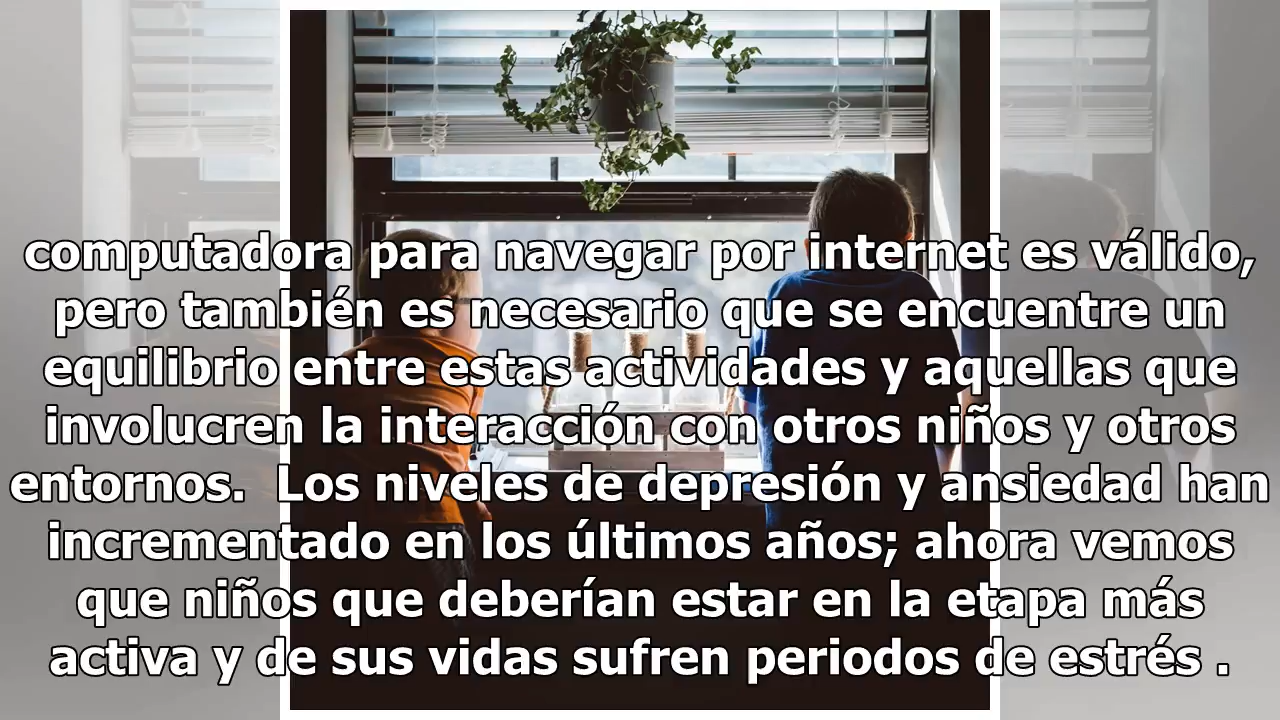 computadora para navegar por internet es válido,
pero también es necesario que se encuentre un
equilibrio entre estas actividades y aquellas que
involucren la interacción con otros niños y otros
entornos.  Los niveles de depresión y ansiedad han
incrementado en los últimos años; ahora vemos
que niños que deberían estar en la etapa más
activa y de sus vidas sufren periodos de estrés .